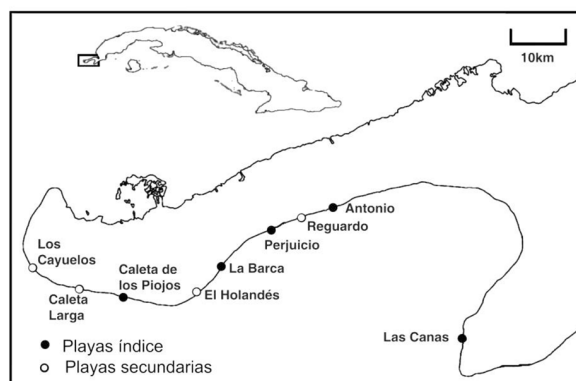 10km
Antonio
Reguardo
Perjuicio
Los
Cayuelos
Caleta de
los Piojos
La Barca
El Holandés
Caleta
Larga
Las Canas
Playas índice
Playas secundarias